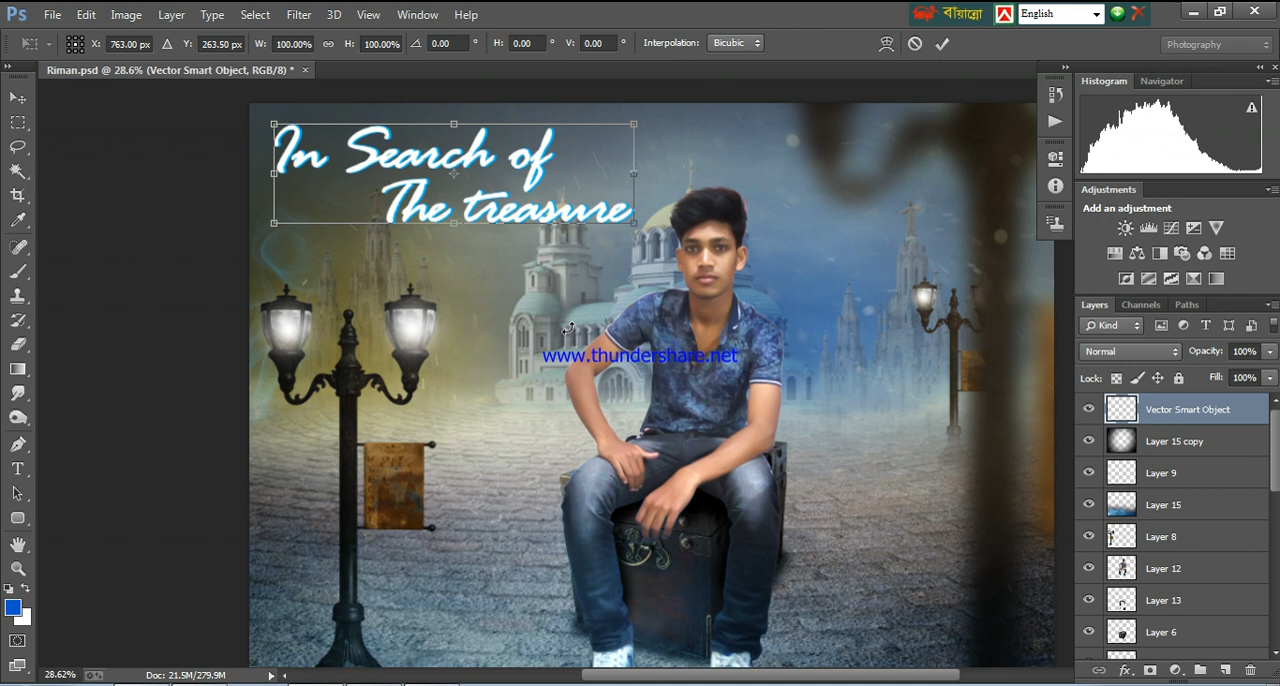 Ps File Edit Image Layer Type Select Filter 3D View Window Help
বায়ান্নো English
X: 763.00 px Y: 263.50 px W: 100.00% H: 100.00% 0.00 ° H: 0.00 ° V: 0.00 ° Interpolation: Bicubic Photography
Riman.psd @ 28.6% (Vector Smart Object, RGB/8) * ×
Histogram Navigator
In Search of
The treasure
www.thundershare.net
Adjustments
Add an adjustment
Layers Channels Paths
Kind
Normal Opacity: 100%
Lock: Fill: 100%
Vector Smart Object
Layer 15 copy
Layer 9
Layer 15
Layer 8
Layer 12
Layer 13
Layer 6
28.62% Doc: 21.5M/279.9M